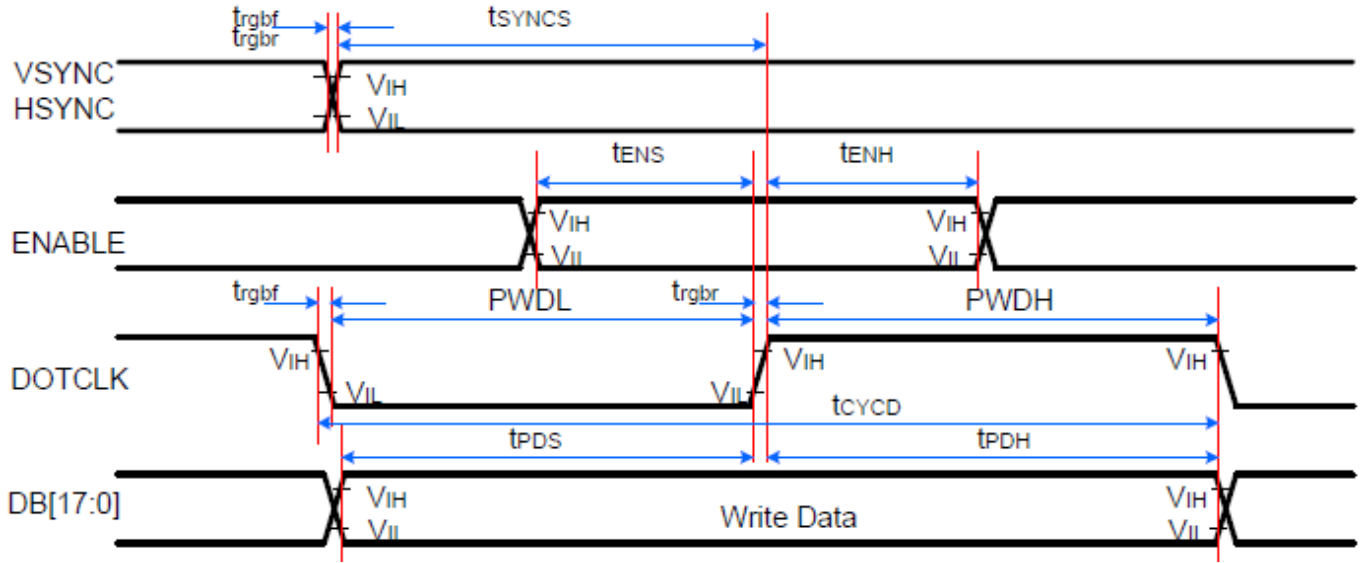 trgbf tSYNCS
trgbr
VSYNC
HSYNC
VIH
VIL
tENS tENH
ENABLE
VIH VIH
VIL VIL
trgbf PWDL trgbr PWDH
DOTCLK
VIH VIH VIH
VIL VIL
tCYCD
tPDS tPDH
DB[17:0]
VIH VIH
Write Data
VIL VIL